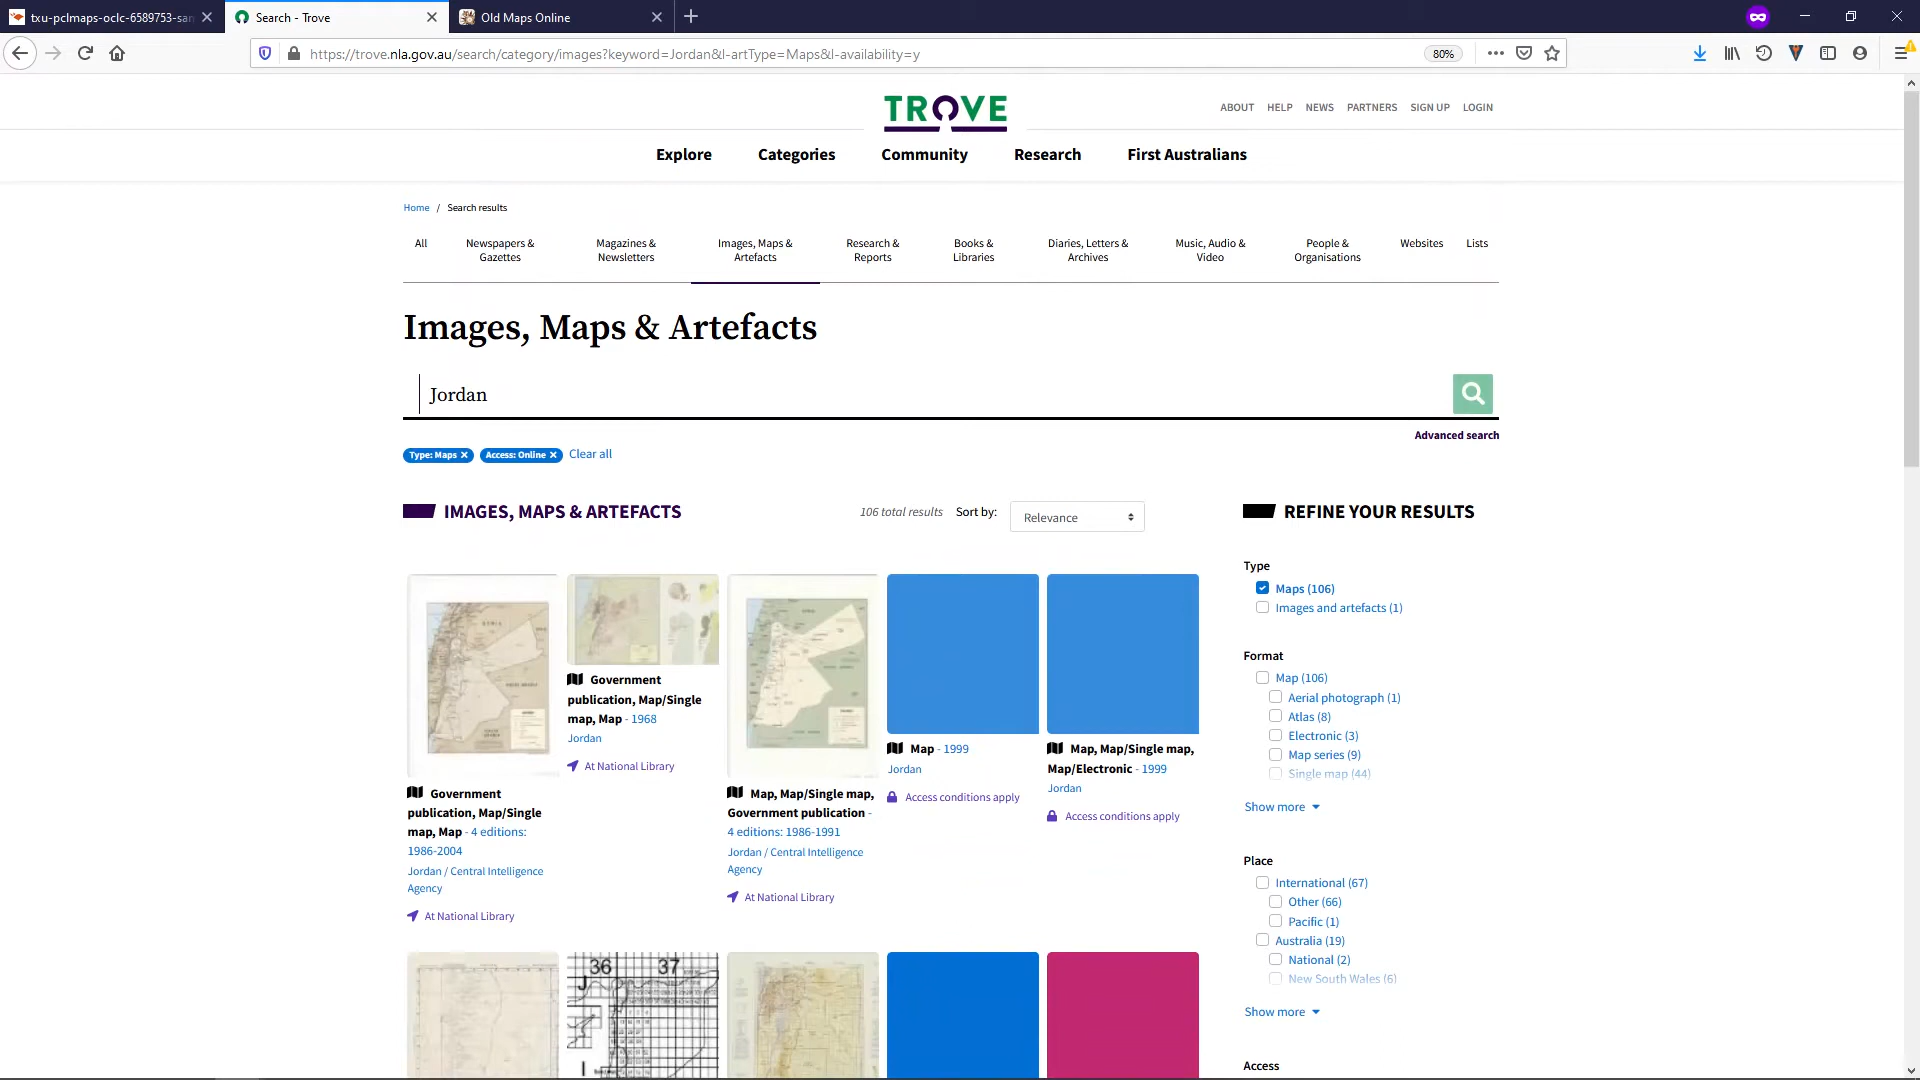 txu-pclmaps-oclc-6589753-san
Search - Trove
Old Maps Online
https://trove.nla.gov.au/search/category/images?keyword=Jordan&l-artType=Maps&l-availability=y
80%
TROVE
ABOUT HELP NEWS PARTNERS SIGN UP LOGIN
Explore Categories Community Research First Australians
Home / Search results
All
Newspapers &
Gazettes
Magazines &
Newsletters
Images, Maps &
Artefacts
Research &
Reports
Books &
Libraries
Diaries, Letters &
Archives
Music, Audio &
Video
People &
Organisations
Websites
Lists
Images, Maps & Artefacts
Jordan
Advanced search
Type: Maps Access: Online Clear all
IMAGES, MAPS & ARTEFACTS
106 total results Sort by: Relevance
Government
publication, Map/Single
map, Map - 4 editions:
1986-2004
Jordan / Central Intelligence
Agency
At National Library
Government
publication, Map/Single
map, Map - 1968
Jordan
At National Library
Map, Map/Single map,
Government publication -
4 editions: 1986-1991
Jordan / Central Intelligence
Agency
At National Library
Map - 1999
Jordan
Access conditions apply
Map, Map/Single map,
Map/Electronic - 1999
Jordan
Access conditions apply
36 37
J
I
REFINE YOUR RESULTS
Type
Maps (106)
Images and artefacts (1)
Format
Map (106)
Aerial photograph (1)
Atlas (8)
Electronic (3)
Map series (9)
Single map (44)
Show more
Place
International (67)
Other (66)
Pacific (1)
Australia (19)
National (2)
New South Wales (6)
Show more
Access